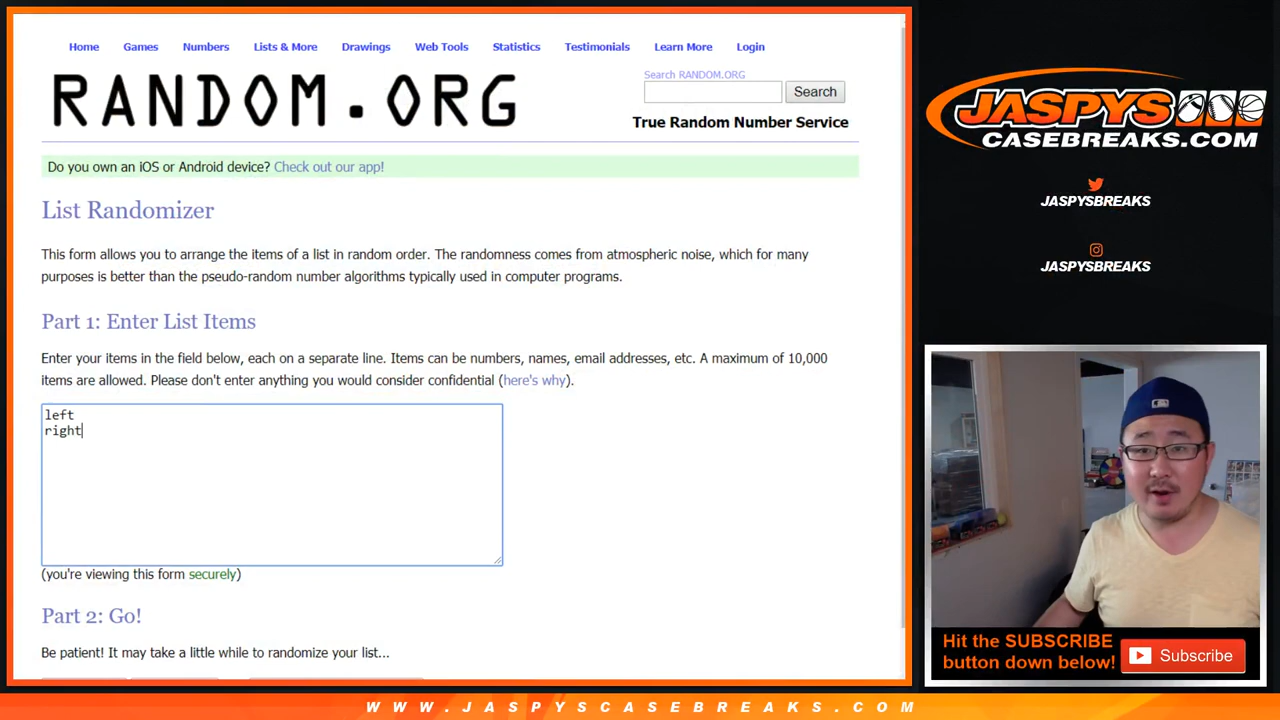 Home Games Numbers Lists & More Drawings Web Tools Statistics Testimonials Learn More Login
RANDOM.ORG
Search RANDOM.ORG
Search
True Random Number Service
Do you own an iOS or Android device? Check out our app!
List Randomizer
This form allows you to arrange the items of a list in random order. The randomness comes from atmospheric noise, which for many
purposes is better than the pseudo-random number algorithms typically used in computer programs.
Part 1: Enter List Items
Enter your items in the field below, each on a separate line. Items can be numbers, names, email addresses, etc. A maximum of 10,000
items are allowed. Please don't enter anything you would consider confidential (here's why).
left
right
(you're viewing this form securely)
Part 2: Go!
Be patient! It may take a little while to randomize your list...
JASPYS
CASEBREAKS.COM
JASPYSBREAKS
JASPYSBREAKS
Hit the SUBSCRIBE
button down below!
Subscribe
WWW.JASPYSCASEBREAKS.COM